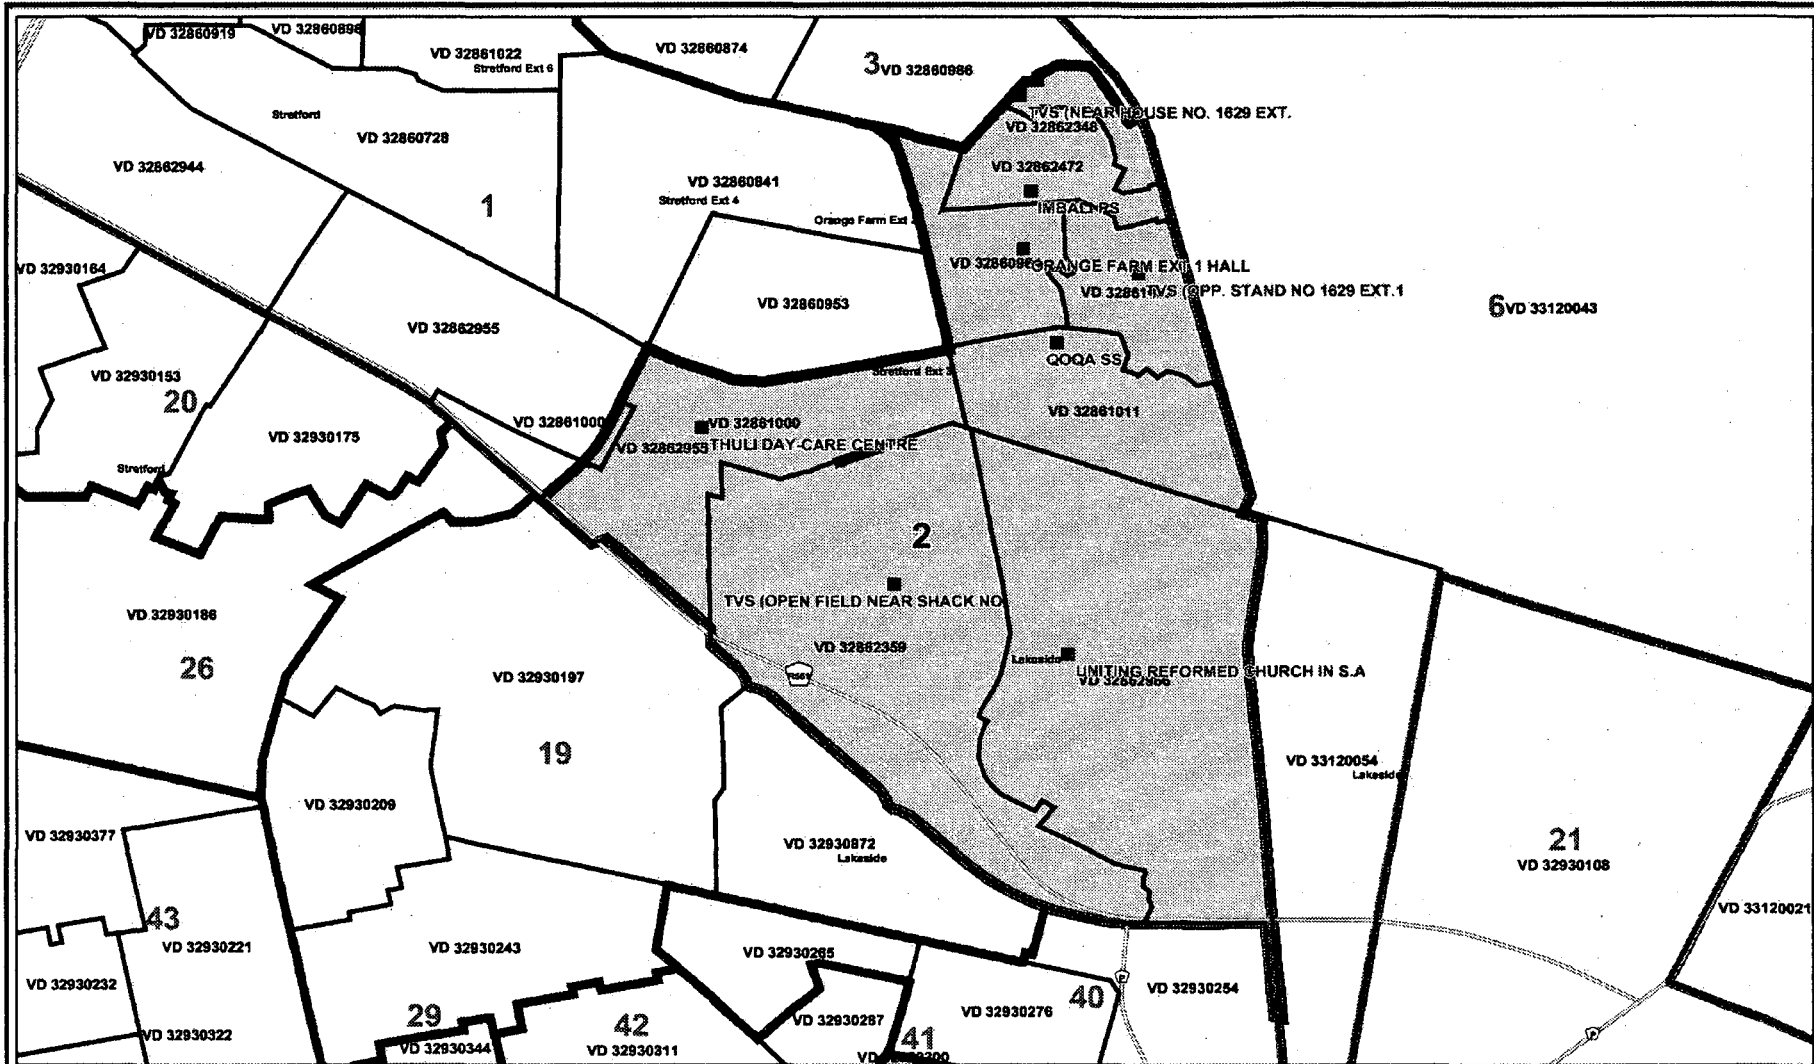 VD 32860919
VD 32860896
VD 32861022
Stretford Ext 6
VD 32860874
3
VD 32860986
Stretford
VD 32860728
VD 32862944
1
VD 32860841
Stretford Ext 4
Orange Farm Ext
TVS (NEAR HOUSE NO. 1629 EXT.
VD 32862348
VD 32862472
IMBALI PS
ORANGE FARM EXT 1 HALL
TVS (OPP. STAND NO 1629 EXT.1
6
VD 33120043
VD 32930164
VD 32862955
VD 32860953
QOQA SS
Stretford Ext 3
VD 32861011
VD 32930153
20
VD 32930175
Stretford
VD 32861000
VD 32861000
THULI DAY-CARE CENTRE
2
TVS (OPEN FIELD NEAR SHACK NO
VD 32862359
R551
Lakeside
UNITING REFORMED CHURCH IN S.A
VD 32930186
26
VD 32930197
19
VD 33120054
Lakeside
VD 32930209
VD 32930377
VD 32930872
Lakeside
21
VD 32930108
VD 33120021
43
VD 32930221
VD 32930243
VD 32930265
VD 32930232
40
VD 32930254
VD 32930276
29
42
VD 32930287
41
VD 32930322
VD 32930344
VD 32930311